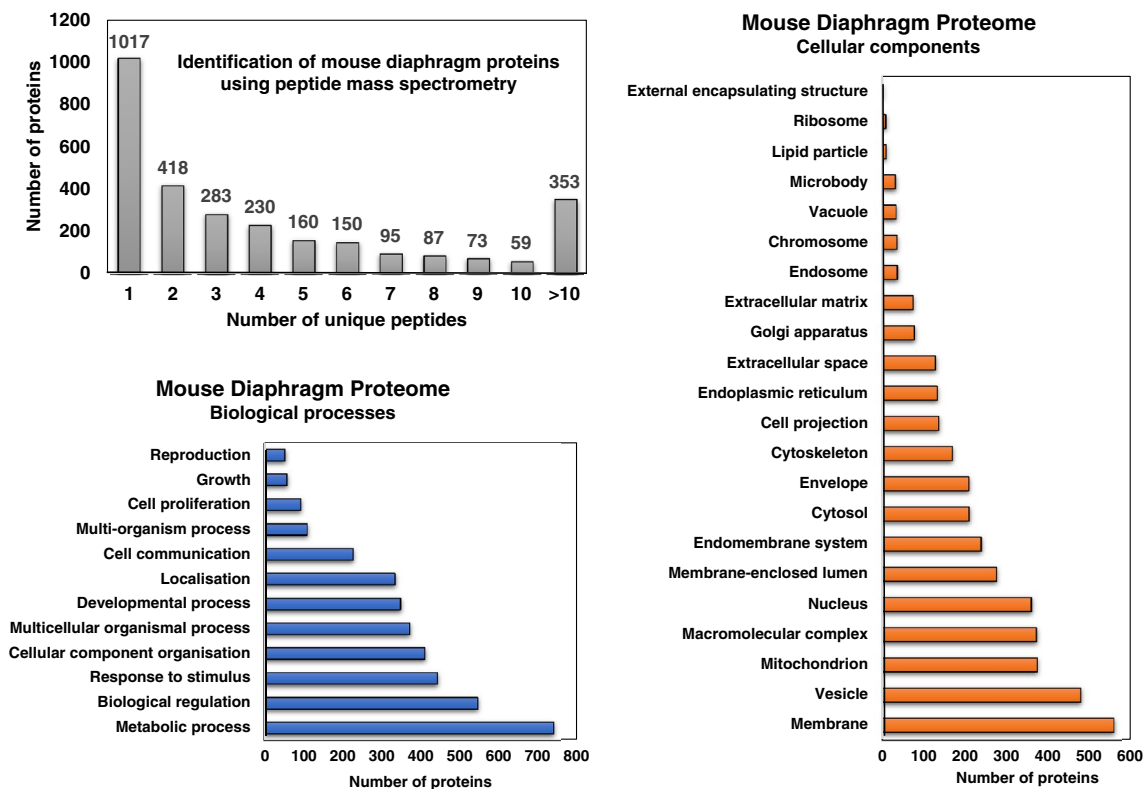 1200
1000
800
600
400
200
0
Number of proteins
1017
418
283
230
160
150
95
87
73
59
353
Identification of mouse diaphragm proteins
using peptide mass spectrometry
1 2 3 4 5 6 7 8 9 10 >10
Number of unique peptides
Mouse Diaphragm Proteome
Biological processes
Reproduction
Growth
Cell proliferation
Multi-organism process
Cell communication
Localisation
Developmental process
Multicellular organismal process
Cellular component organisation
Response to stimulus
Biological regulation
Metabolic process
0 100 200 300 400 500 600 700 800
Number of proteins
Mouse Diaphragm Proteome
Cellular components
External encapsulating structure
Ribosome
Lipid particle
Microbody
Vacuole
Chromosome
Endosome
Extracellular matrix
Golgi apparatus
Extracellular space
Endoplasmic reticulum
Cell projection
Cytoskeleton
Envelope
Cytosol
Endomembrane system
Membrane-enclosed lumen
Nucleus
Macromolecular complex
Mitochondrion
Vesicle
Membrane
0 100 200 300 400 500 600
Number of proteins